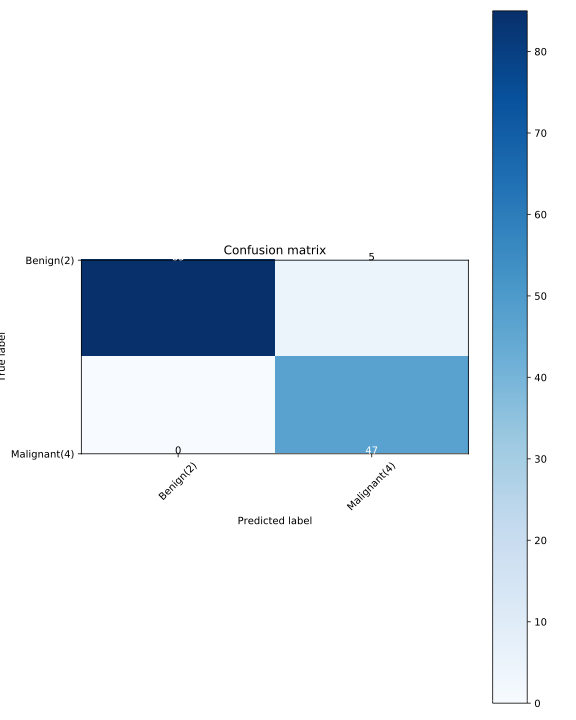 Confusion matrix
Benign(2)
5
True label
Malignant(4)
0
47
Benign(2)
Malignant(4)
Predicted label
80
70
60
50
40
30
20
10
0